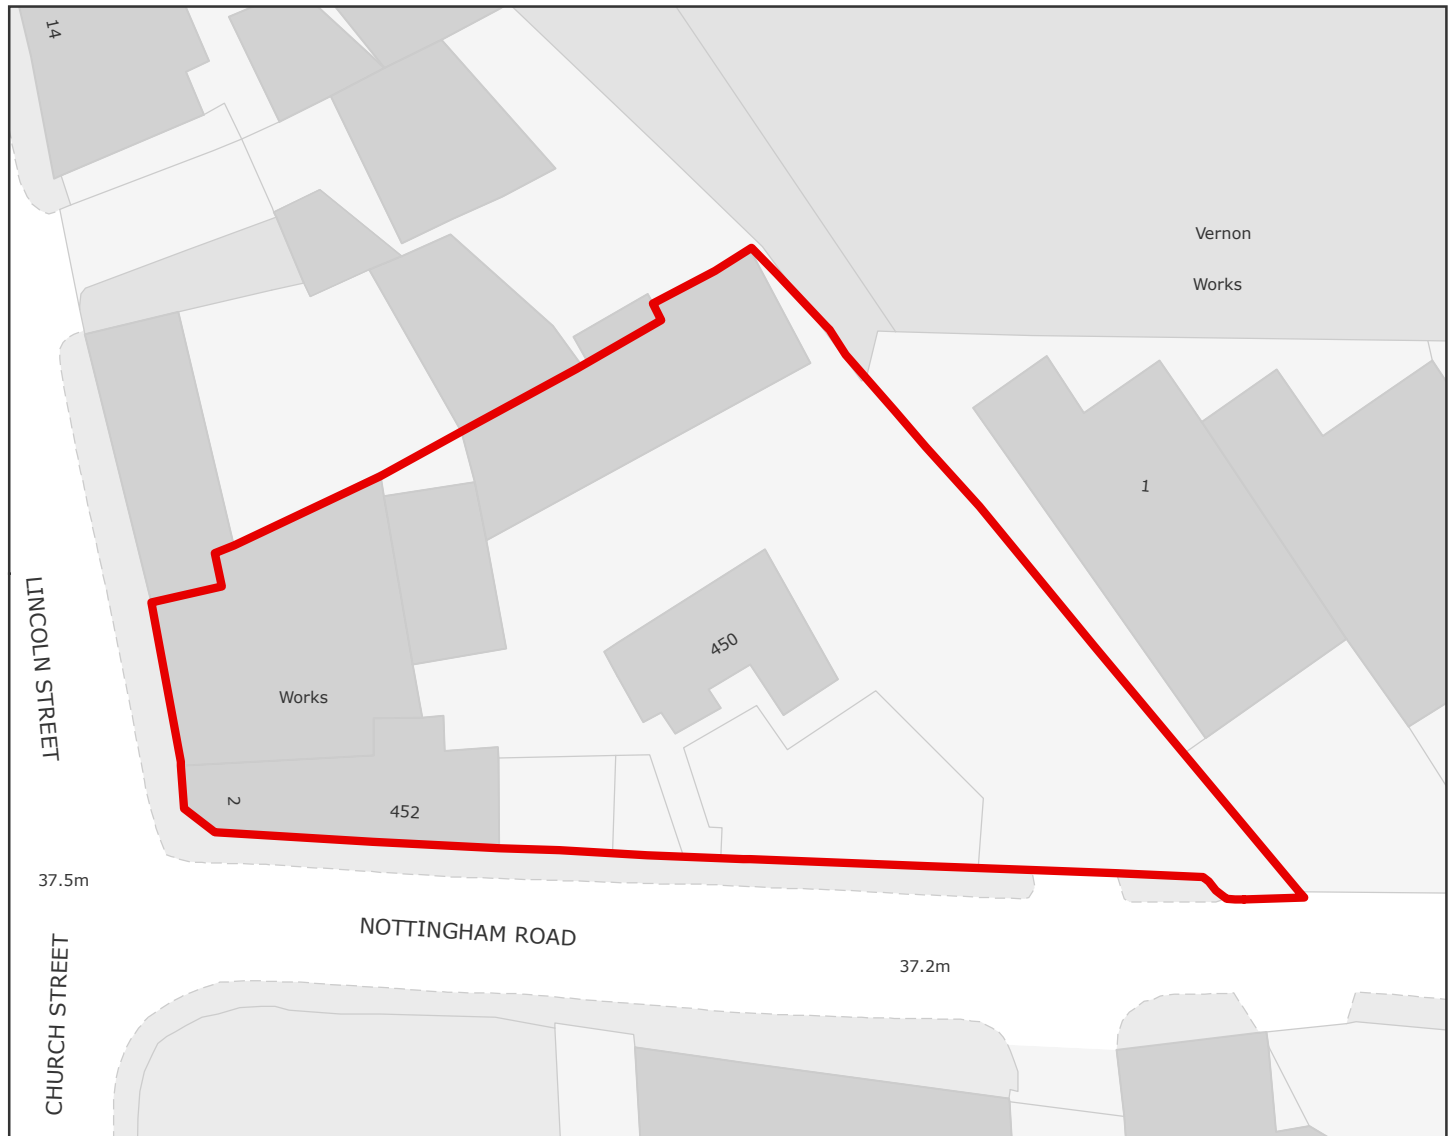 14
Vernon
Works
1
450
LINCOLN STREET
Works
2
452
37.5m
NOTTINGHAM ROAD
37.2m
CHURCH STREET